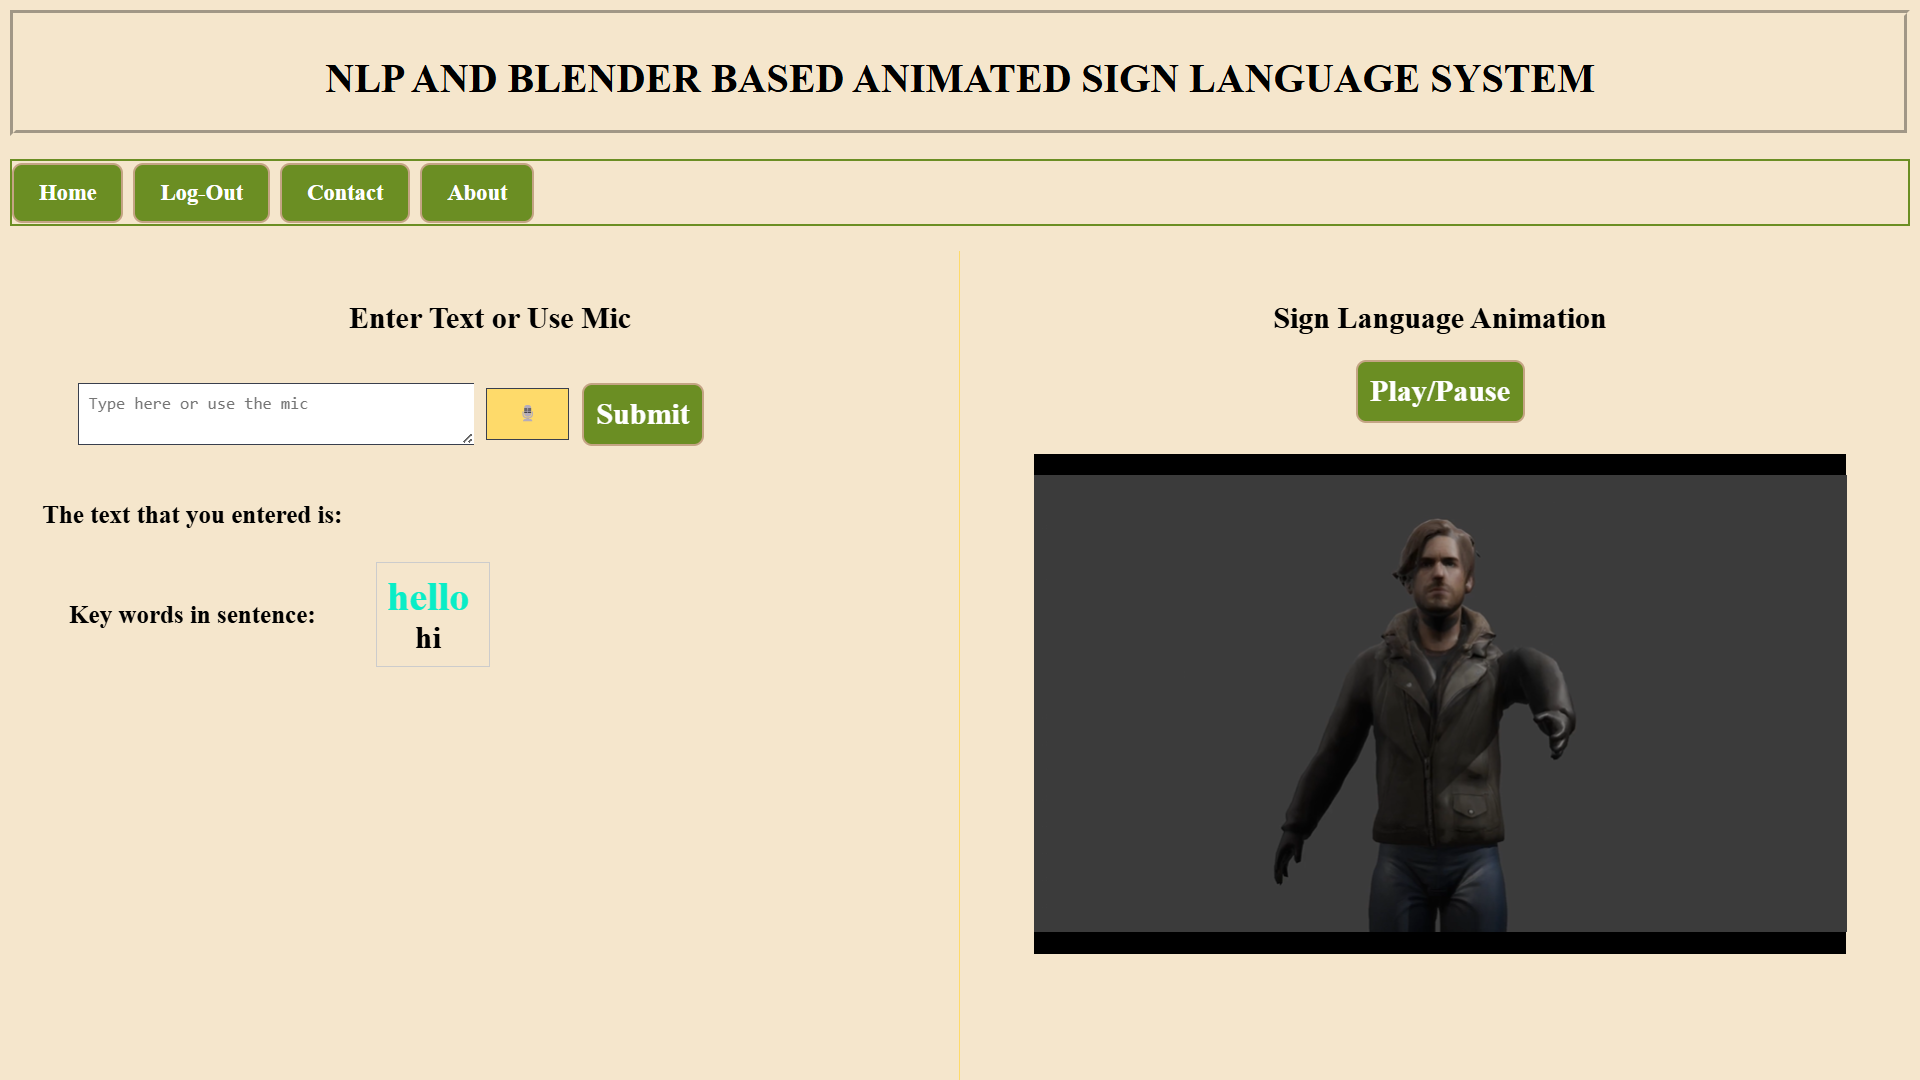 NLP AND BLENDER BASED ANIMATED SIGN LANGUAGE SYSTEM
Home Log-Out Contact About
Enter Text or Use Mic
Type here or use the mic
Submit
The text that you entered is:
Key words in sentence:
hello
hi
Sign Language Animation
Play/Pause